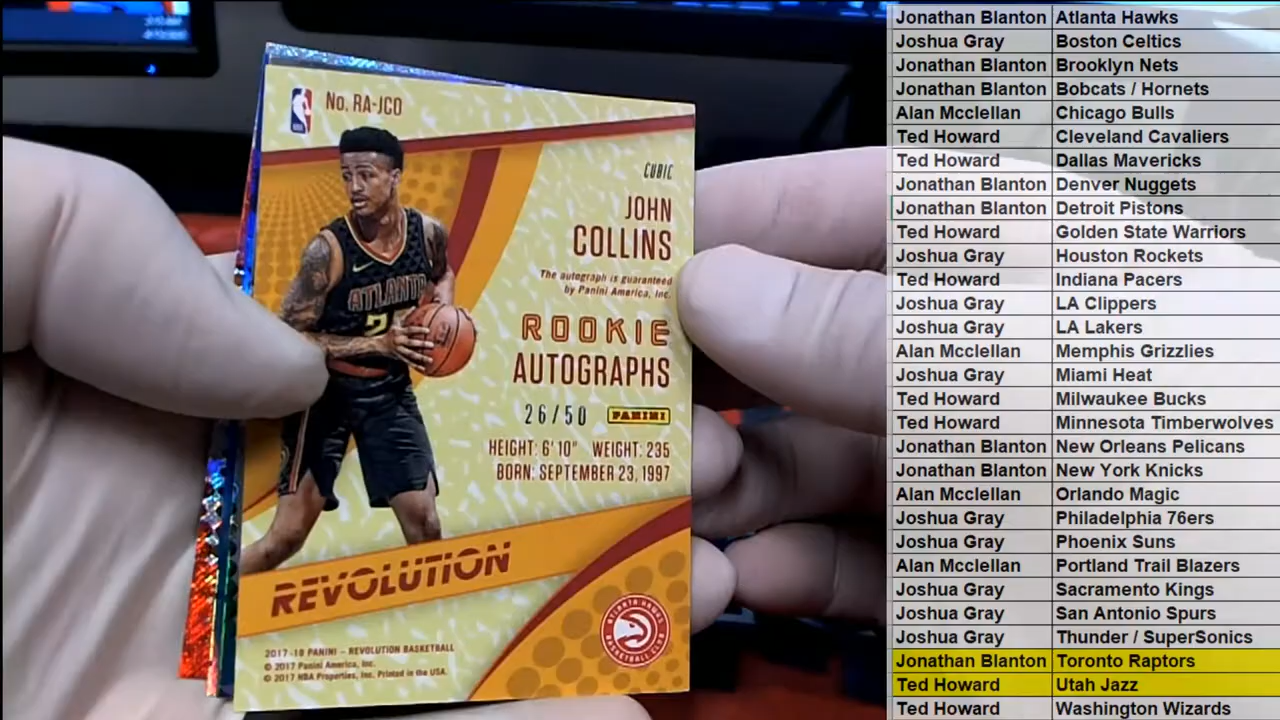 No. RA-JCO
CUBIC
JOHN
COLLINS
The autograph is guaranteed
by Panini America, Inc.
ROOKIE
AUTOGRAPHS
26/50 PANINI
HEIGHT: 6' 10" WEIGHT: 235
BORN: SEPTEMBER 23, 1997
ATLANTA
REVOLUTION
2017-18 PANINI – REVOLUTION BASKETBALL
© 2017 Panini America, Inc.
© 2017 NBA Properties, Inc. Printed in the USA.
ATLANTA HAWKS
BASKETBALL CLUB
Jonathan Blanton Atlanta Hawks
Joshua Gray Boston Celtics
Jonathan Blanton Brooklyn Nets
Jonathan Blanton Bobcats / Hornets
Alan Mcclellan Chicago Bulls
Ted Howard Cleveland Cavaliers
Ted Howard Dallas Mavericks
Jonathan Blanton Denver Nuggets
Jonathan Blanton Detroit Pistons
Ted Howard Golden State Warriors
Joshua Gray Houston Rockets
Ted Howard Indiana Pacers
Joshua Gray LA Clippers
Joshua Gray LA Lakers
Alan Mcclellan Memphis Grizzlies
Joshua Gray Miami Heat
Ted Howard Milwaukee Bucks
Ted Howard Minnesota Timberwolves
Jonathan Blanton New Orleans Pelicans
Jonathan Blanton New York Knicks
Alan Mcclellan Orlando Magic
Joshua Gray Philadelphia 76ers
Joshua Gray Phoenix Suns
Alan Mcclellan Portland Trail Blazers
Joshua Gray Sacramento Kings
Joshua Gray San Antonio Spurs
Joshua Gray Thunder / SuperSonics
Jonathan Blanton Toronto Raptors
Ted Howard Utah Jazz
Ted Howard Washington Wizards